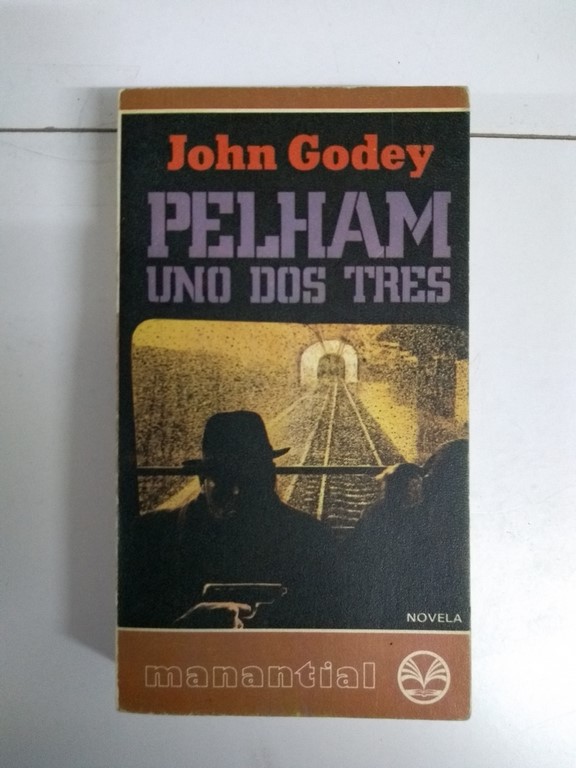 John Godey
PELHAM
UNO DOS TRES
NOVELA
manantial